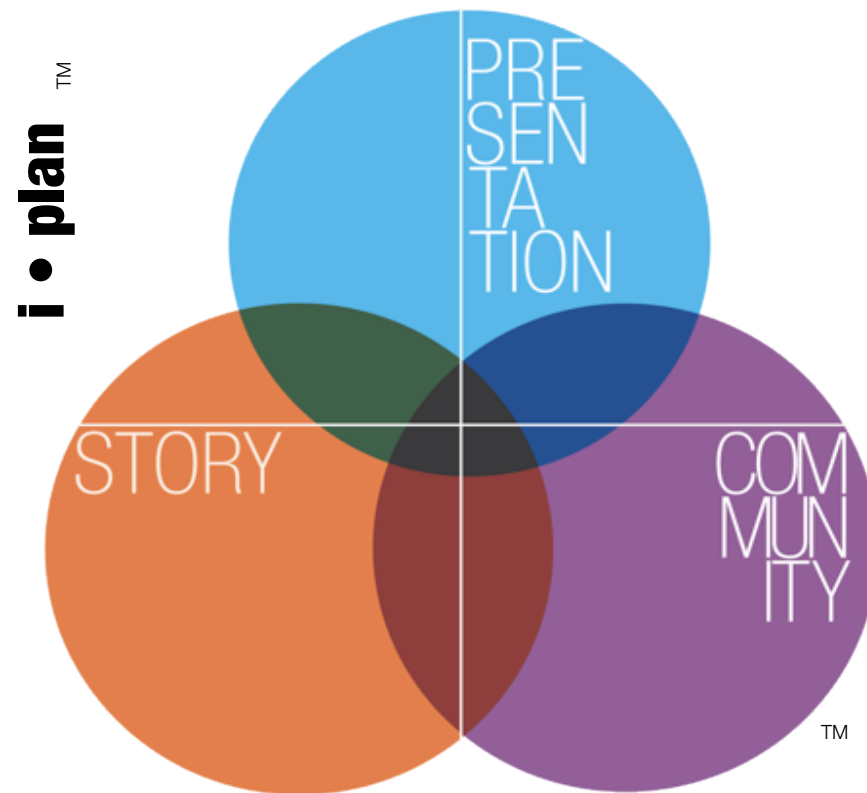 i • plan ™
PRE
SEN
TA
TION
STORY
COM
MUN
ITY
TM